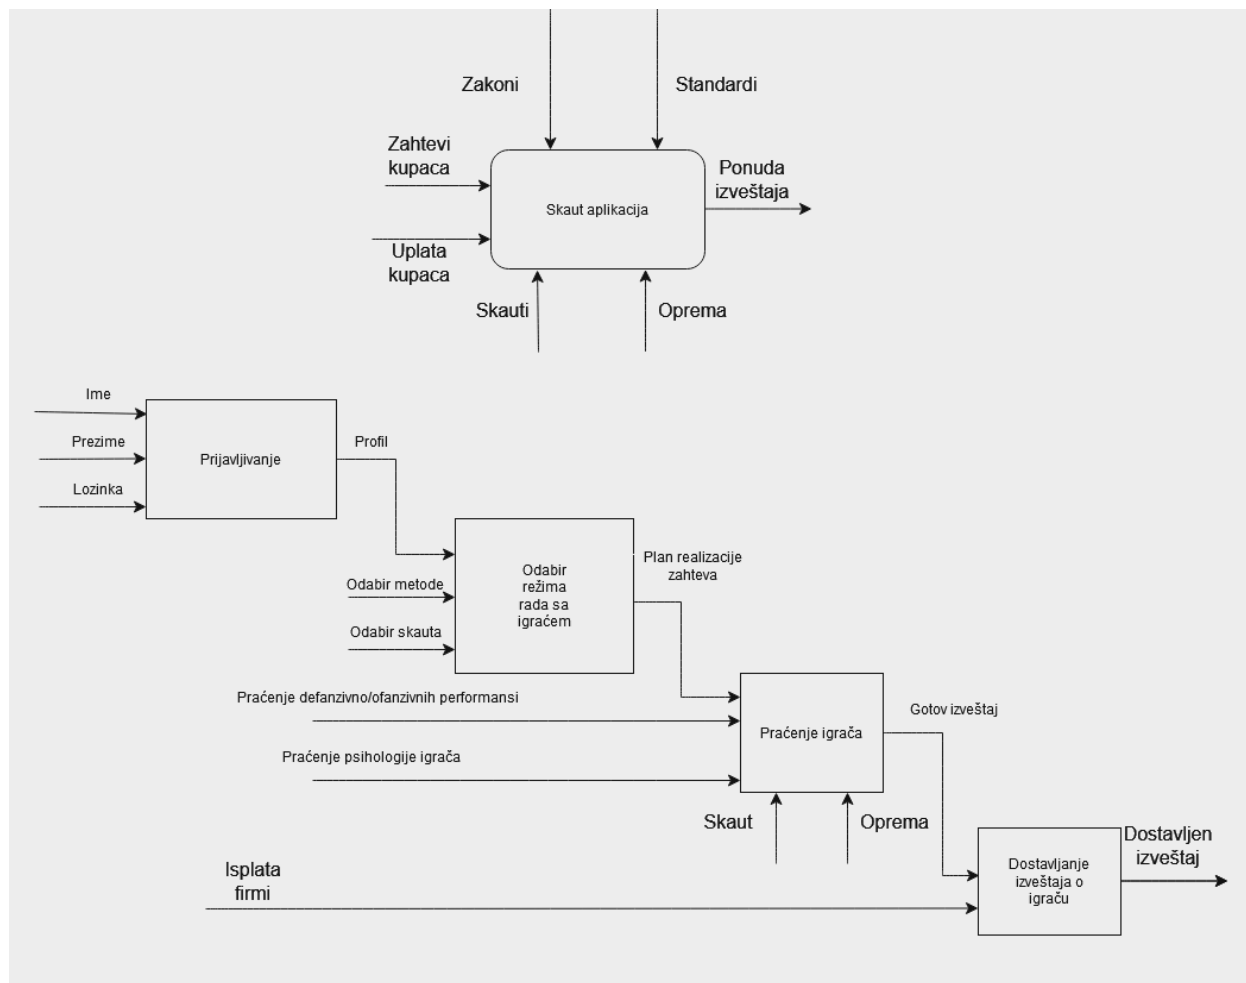 Zakoni
Standardi
Zahtevi
kupaca
Ponuda
izveštaja
Skaut aplikacija
Uplata
kupaca
Skauti
Oprema
Ime
Prezime
Lozinka
Prijavljivanje
Profil
Odabir metode
Odabir skauta
Odabir
režima
rada sa
igraćem
Plan realizacije
zahteva
Praćenje defanzivno/ofanzivnih performansi
Praćenje psihologije igrača
Praćenje igrača
Gotov izveštaj
Skaut
Oprema
Isplata
firmi
Dostavljanje
izveštaja o
igraču
Dostavljen
izveštaj